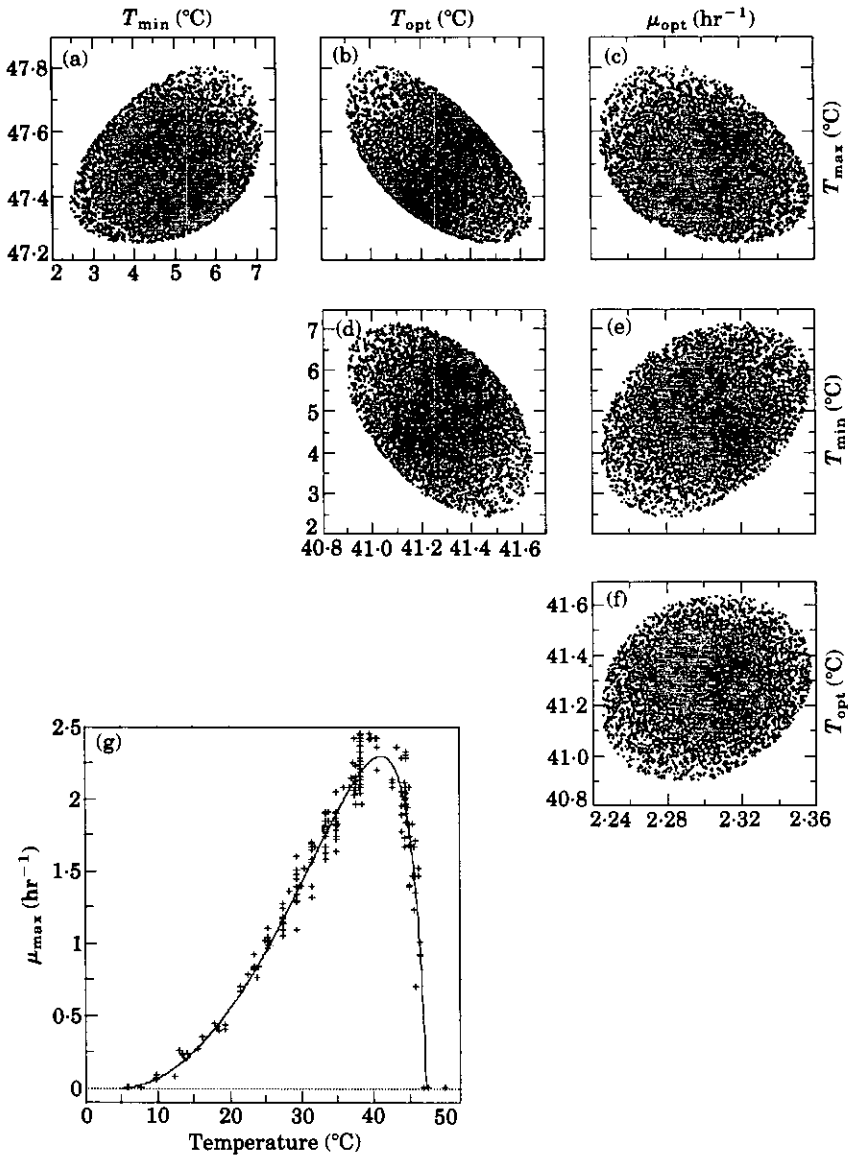 T_min (°C) T_opt (°C) μ_opt (hr⁻¹)
(a) (b) (c)
47·8
47·6
47·4
47·2
2 3 4 5 6 7
T_max (°C)
(d) (e)
7
6
5
4
3
2
40·8 41·0 41·2 41·4 41·6
T_min (°C)
(f)
41·6
41·4
41·2
41·0
40·8
2·24 2·28 2·32 2·36
T_opt (°C)
(g)
2·5
2
1·5
1
0·5
0
0 10 20 30 40 50
μ_max (hr⁻¹)
Temperature (°C)